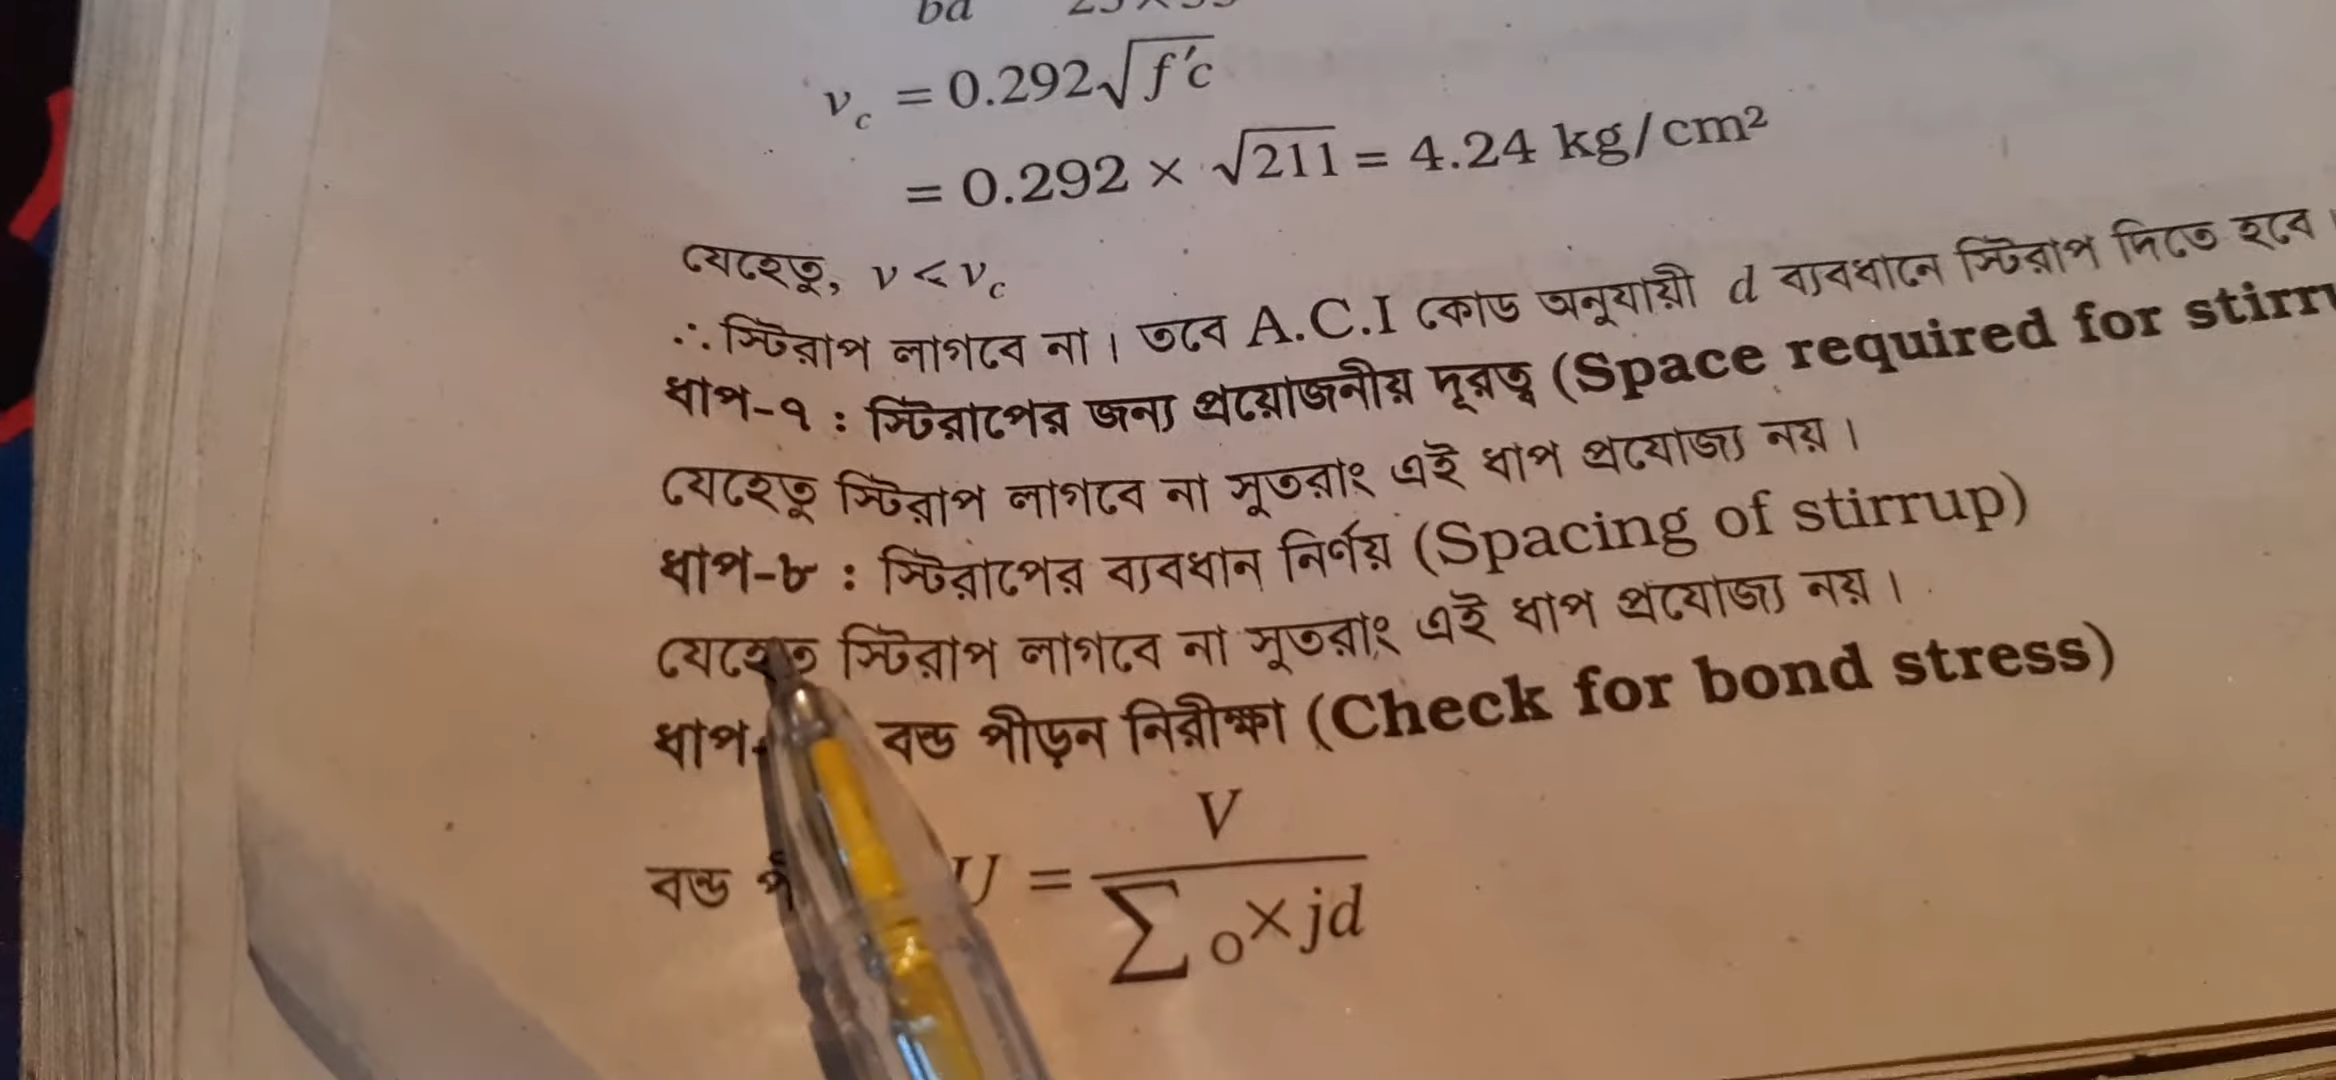 bd
v_c = 0.292√f′c
= 0.292 × √211 = 4.24 kg/cm²
যেহেতু, v < v_c
∴ স্টিরাপ লাগবে না। তবে A.C.I কোড অনুযায়ী d ব্যবধানে স্টিরাপ দিতে হবে।
ধাপ-৭ : স্টিরাপের জন্য প্রয়োজনীয় দূরত্ব (Space required for
যেহেতু স্টিরাপ লাগবে না সুতরাং এই ধাপ প্রযোজ্য নয়।
ধাপ-৮ : স্টিরাপের ব্যবধান নির্ণয় (Spacing of stirrup)
যেহেতু স্টিরাপ লাগবে না সুতরাং এই ধাপ প্রযোজ্য নয়।
ধাপ- বন্ড পীড়ন নিরীক্ষা (Check for bond stress)
বন্ড U = V / ∑o × jd